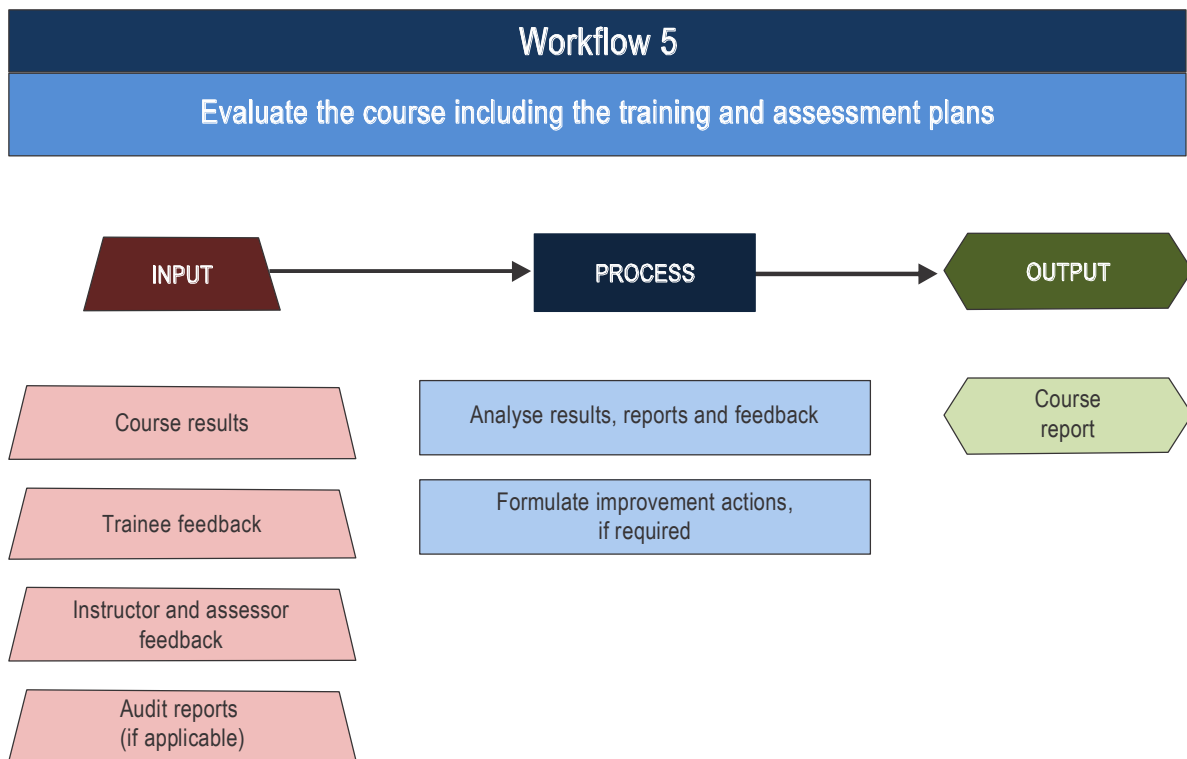 Workflow 5
Evaluate the course including the training and assessment plans
INPUT
PROCESS
OUTPUT
Course results
Trainee feedback
Instructor and assessor
feedback
Audit reports
(if applicable)
Analyse results, reports and feedback
Formulate improvement actions,
if required
Course
report